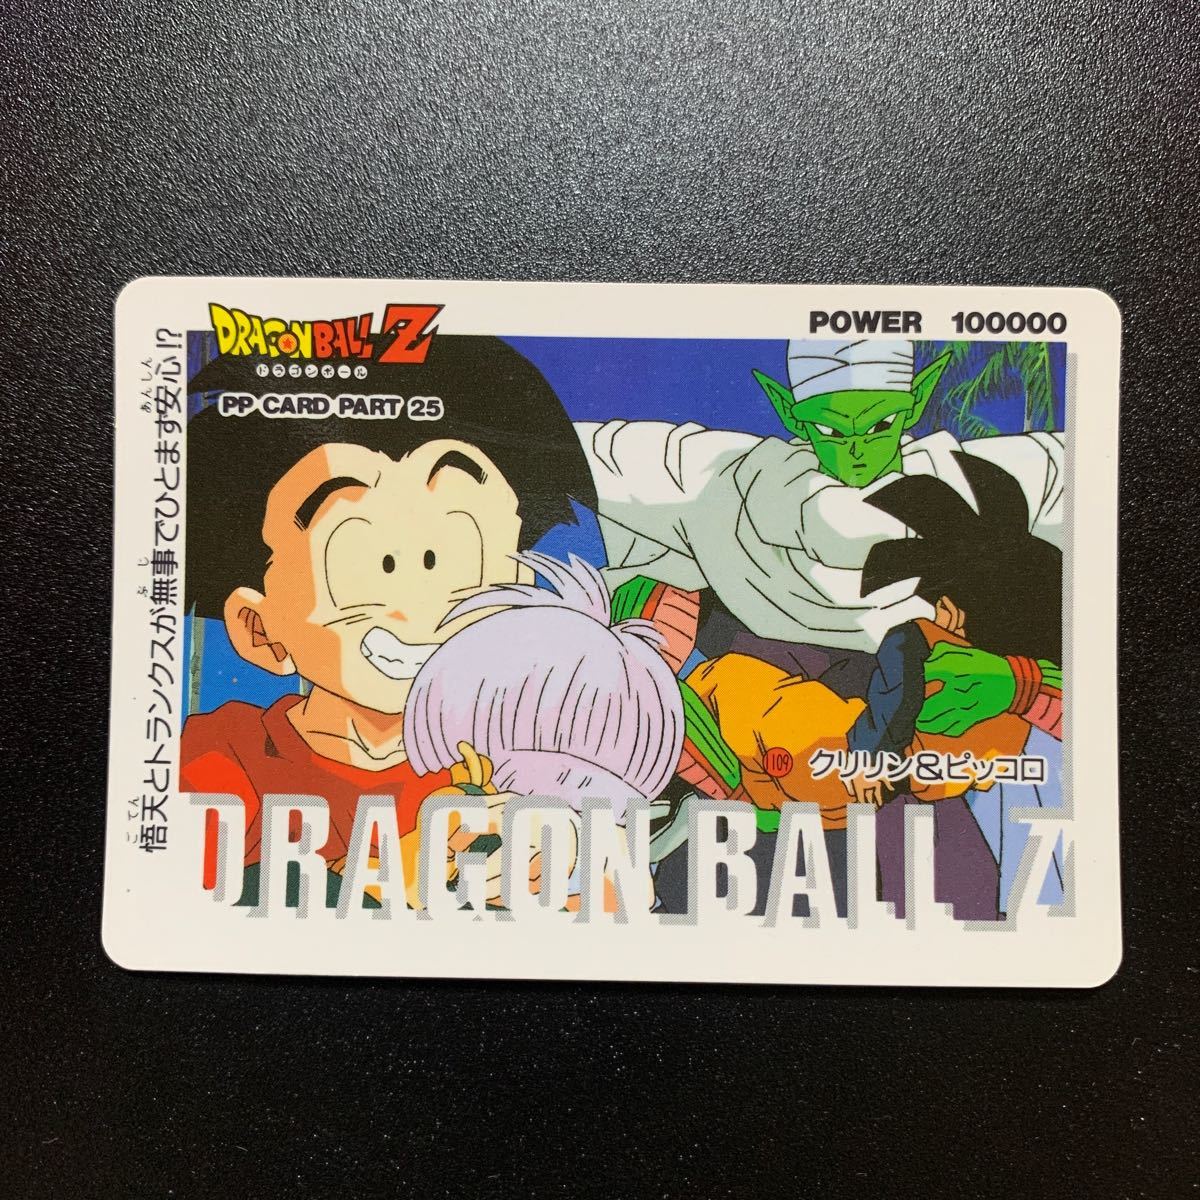 DRAGON BALL Z
ドラゴンボール
PP CARD PART 25
POWER 100000
悟天とトランクスが無事でひとまず安心!?
ごてん
ぶじ
あんしん
1109 クリリン&ピッコロ
DRAGON BALL Z